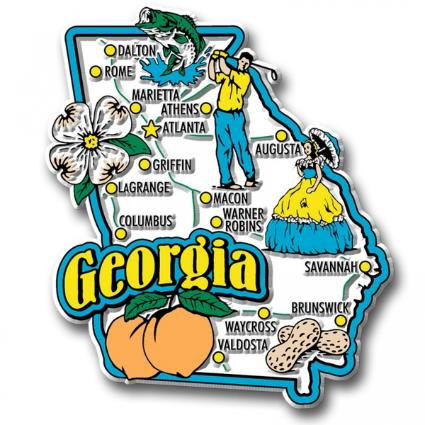 DALTON
ROME
MARIETTA
ATHENS
ATLANTA
AUGUSTA
GRIFFIN
LAGRANGE
MACON
COLUMBUS
WARNER
ROBINS
Georgia
SAVANNAH
BRUNSWICK
WAYCROSS
VALDOSTA